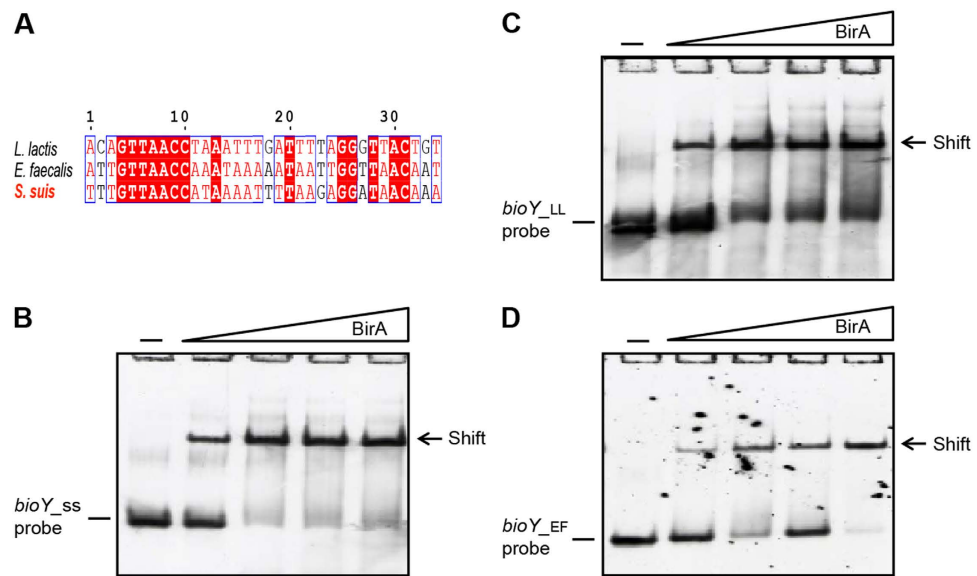 A
1 10 20 30
L. lactis ACAGTTAACCTAAATTTGATTTTAGGGTTACTGT
E. faecalis ATTGTTAACCAAATAAAAATAATTGGTTAACAAT
S. suis TTTGTTAACCATAAAATTTTAAGAGGATAACAAA
B
BirA
Shift
bioY_SS
probe
C
BirA
Shift
bioY_LL
probe
D
BirA
Shift
bioY_EF
probe